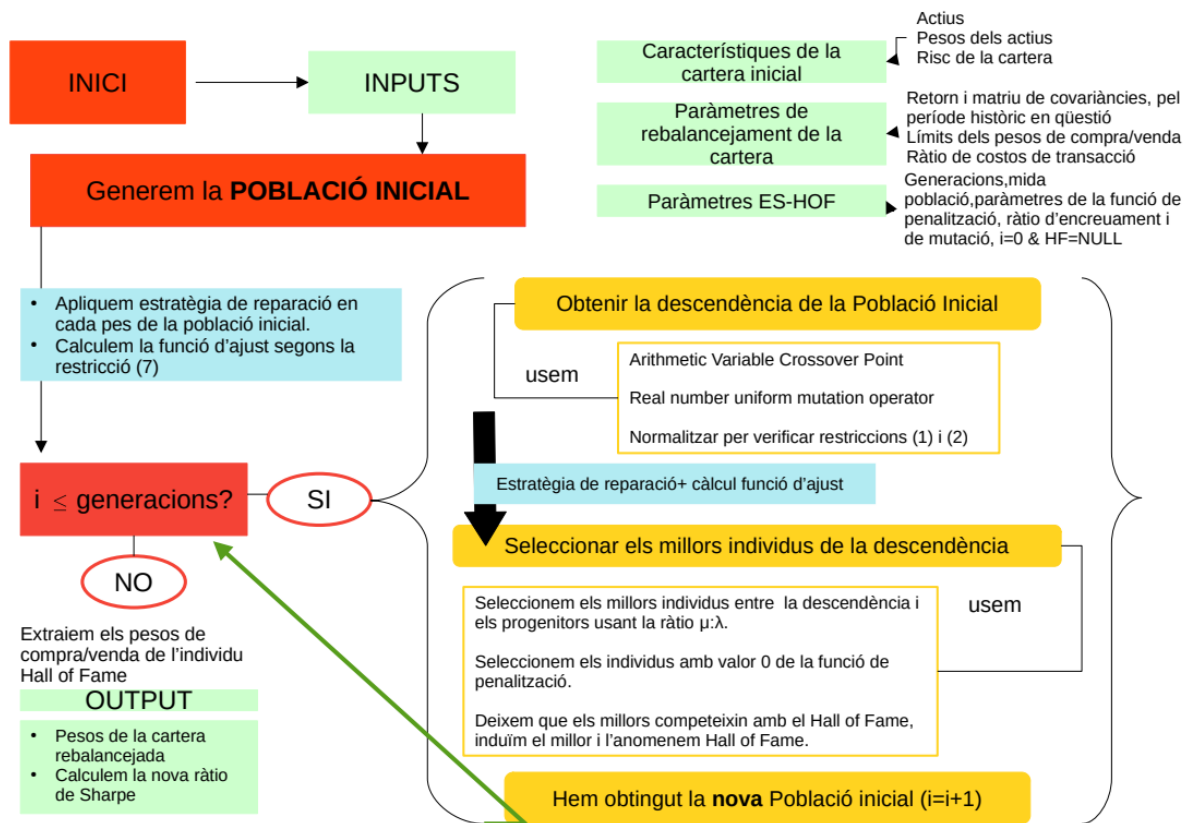 INICI
INPUTS
Generem la POBLACIÓ INICIAL
Característiques de la
cartera inicial
Actius
Pesos dels actius
Risc de la cartera
Paràmetres de
rebalancejament de la
cartera
Retorn i matriu de covariàncies, pel
període històric en qüestió
Límits dels pesos de compra/venda
Ràtio de costos de transacció
Paràmetres ES-HOF
Generacions,mida
població,paràmetres de la funció de
penalització, ràtio d'encreuament i
de mutació, i=0 & HF=NULL
• Apliquem estratègia de reparació en
cada pes de la població inicial.
• Calculem la funció d'ajust segons la
restricció (7)
i ≤ generacions?
SI
NO
Extraiem els pesos de
compra/venda de l'individu
Hall of Fame
OUTPUT
• Pesos de la cartera
rebalancejada
• Calculem la nova ràtio
de Sharpe
Obtenir la descendència de la Població Inicial
usem
Arithmetic Variable Crossover Point
Real number uniform mutation operator
Normalitzar per verificar restriccions (1) i (2)
Estratègia de reparació+ càlcul funció d'ajust
Seleccionar els millors individus de la descendència
usem
Seleccionem els millors individus entre la descendència i
els progenitors usant la ràtio μ:λ.
Seleccionem els individus amb valor 0 de la funció de
penalització.
Deixem que els millors competeixin amb el Hall of Fame,
induïm el millor i l'anomenem Hall of Fame.
Hem obtingut la nova Població inicial (i=i+1)